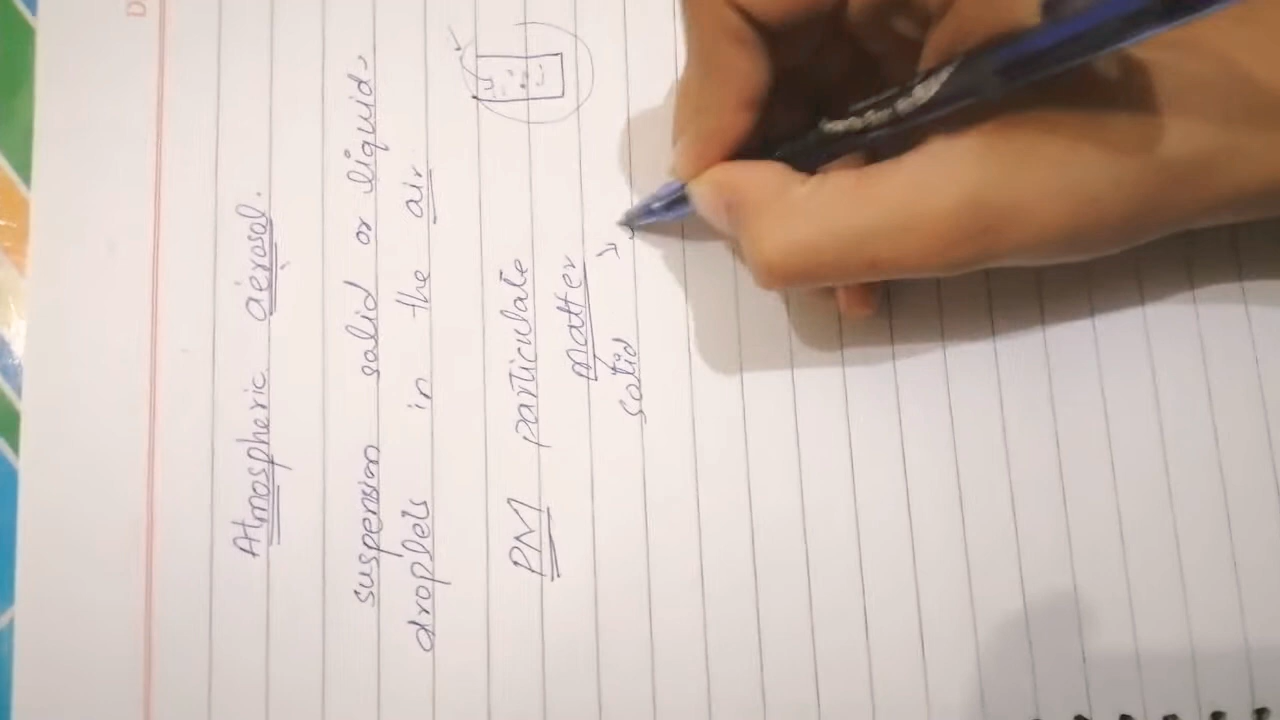 Atmospheric aerosol.
suspension solid or liquid
droplets in the air
PM particulate
matter
solid